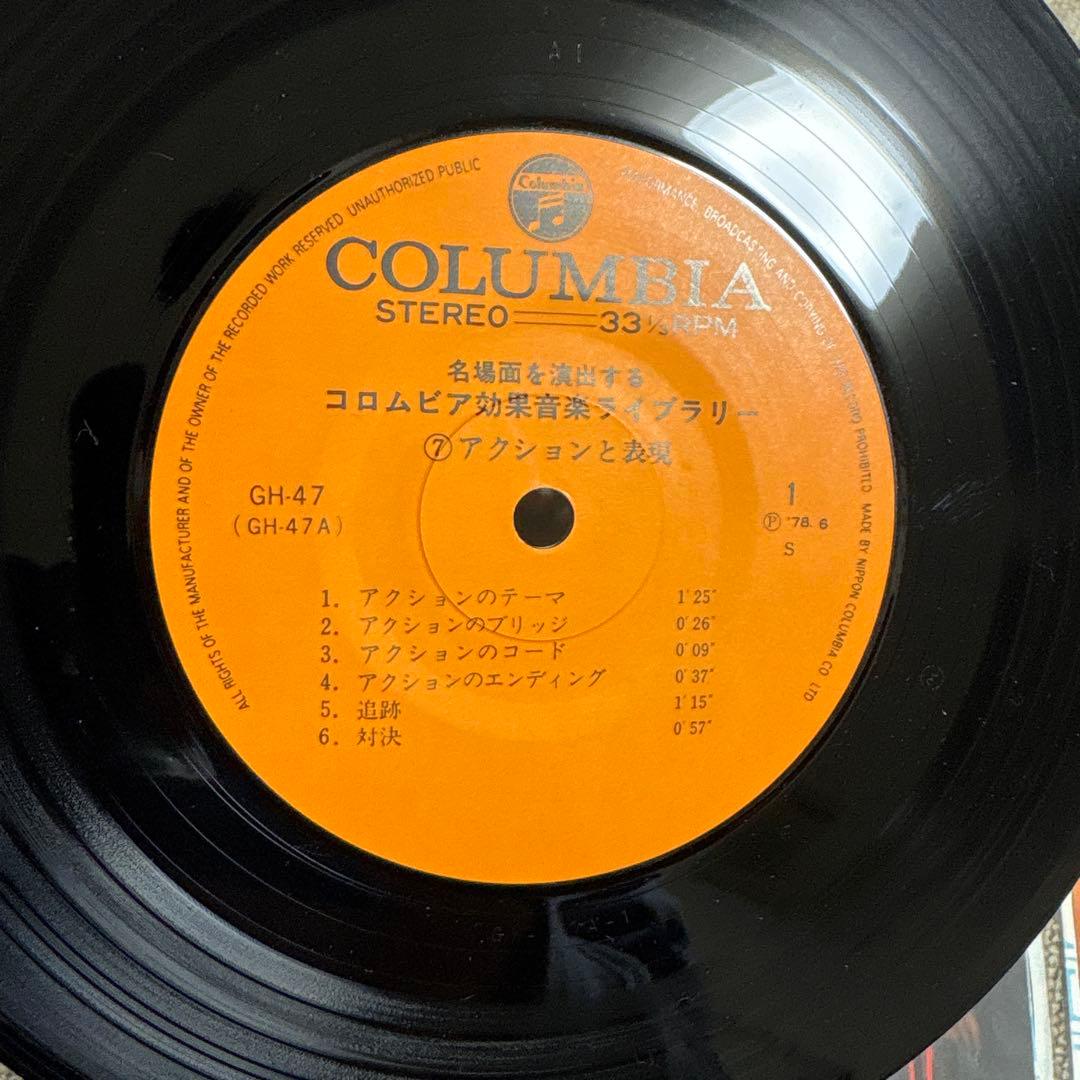 A 1
Columbia
COLUMBIA
STEREO 33 1/3 RPM
名場面を演出する
コロムビア効果音楽ライブラリー
⑦アクションと表現
GH-47
(GH-47A)
1
Ⓟ '78. 6
S
1. アクションのテーマ 1'25"
2. アクションのブリッジ 0'26"
3. アクションのコード 0'09"
4. アクションのエンディング 0'37"
5. 追跡 1'15"
6. 対決 0'57"
ALL RIGHTS OF THE MANUFACTURER AND OF THE OWNER OF THE RECORDED WORK RESERVED UNAUTHORIZED PUBLIC PERFORMANCE, BROADCASTING AND COPYING OF THIS RECORD PROHIBITED MADE BY NIPPON COLUMBIA CO. LTD